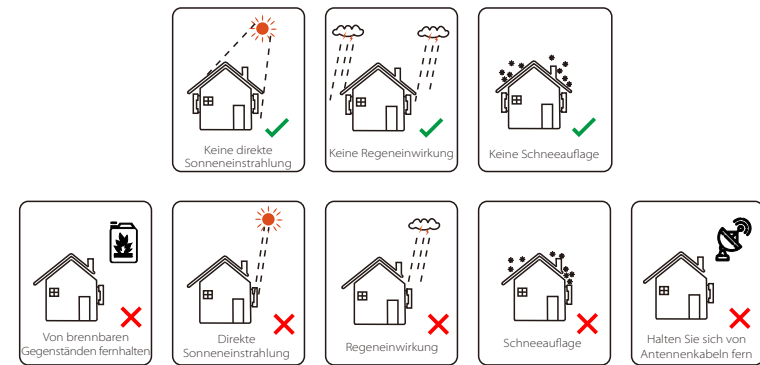 Keine direkte
Sonneneinstrahlung
Keine Regeneinwirkung
Keine Schneeauflage
Von brennbaren
Gegenständen fernhalten
Direkte
Sonneneinstrahlung
Regeneinwirkung
Schneeauflage
Halten Sie sich von
Antennenkabeln fern